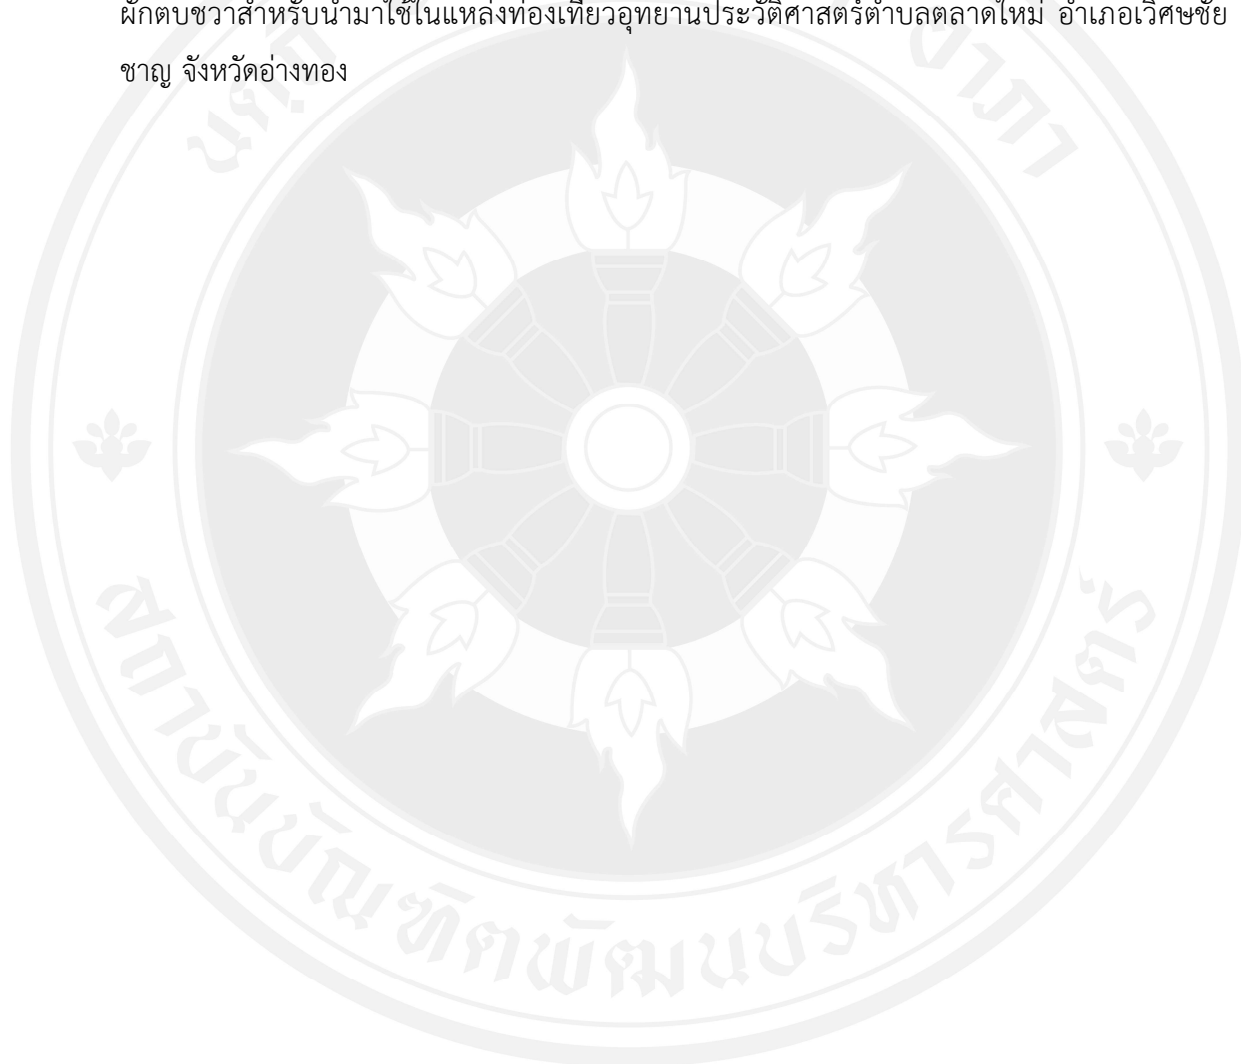 ผักตบชวาสำหรับนำมาใช้ในแหล่งท่องเที่ยวอุทยานประวัติศาสตร์ตำบลตลาดใหม่ อำเภอวิเศษชัย
ชาญ จังหวัดอ่างทอง
สถาบันบัณฑิตพัฒนบริหารศาสตร์